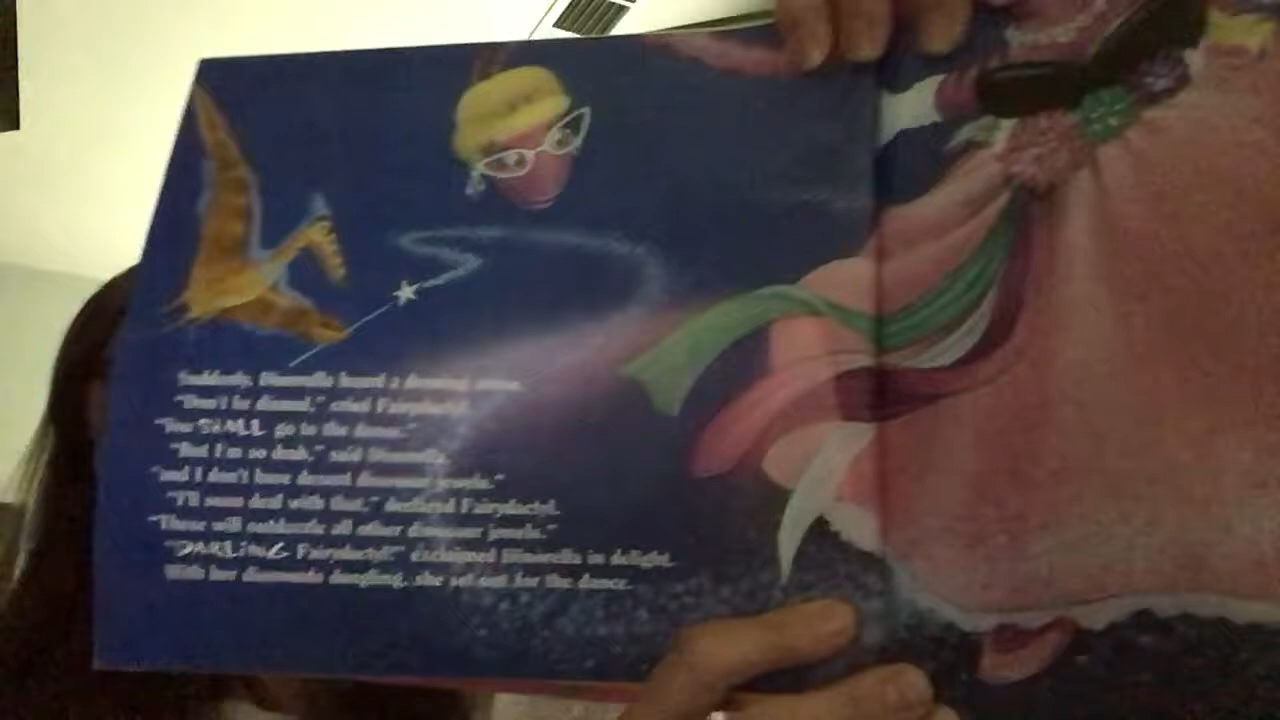 Suddenly, Dinorella heard a
"Don't be dismal," cried Fairydactyl.
"You SHALL go to the dance."
"But I'm so drab," said Dinorella,
"and I don't have decent dinosaur jewels."
"I'll soon deal with that," declared Fairydactyl.
"These will outdazzle all other dinosaur jewels."
"DARLING Fairydactyl!" exclaimed Dinorella in delight.
With her diamonds dangling, she set out for the dance.